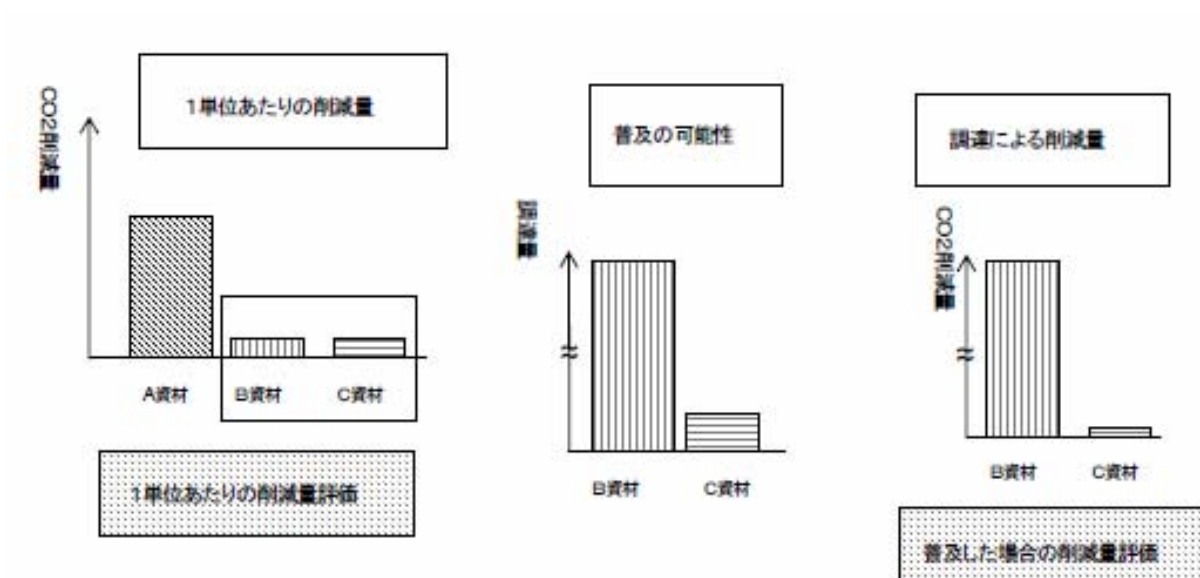 1単位あたりの削減量
CO2削減量
A資材
B資材
C資材
1単位あたりの削減量評価
普及の可能性
調達量
B資材
C資材
調達による削減量
CO2削減量
B資材
C資材
普及した場合の削減量評価